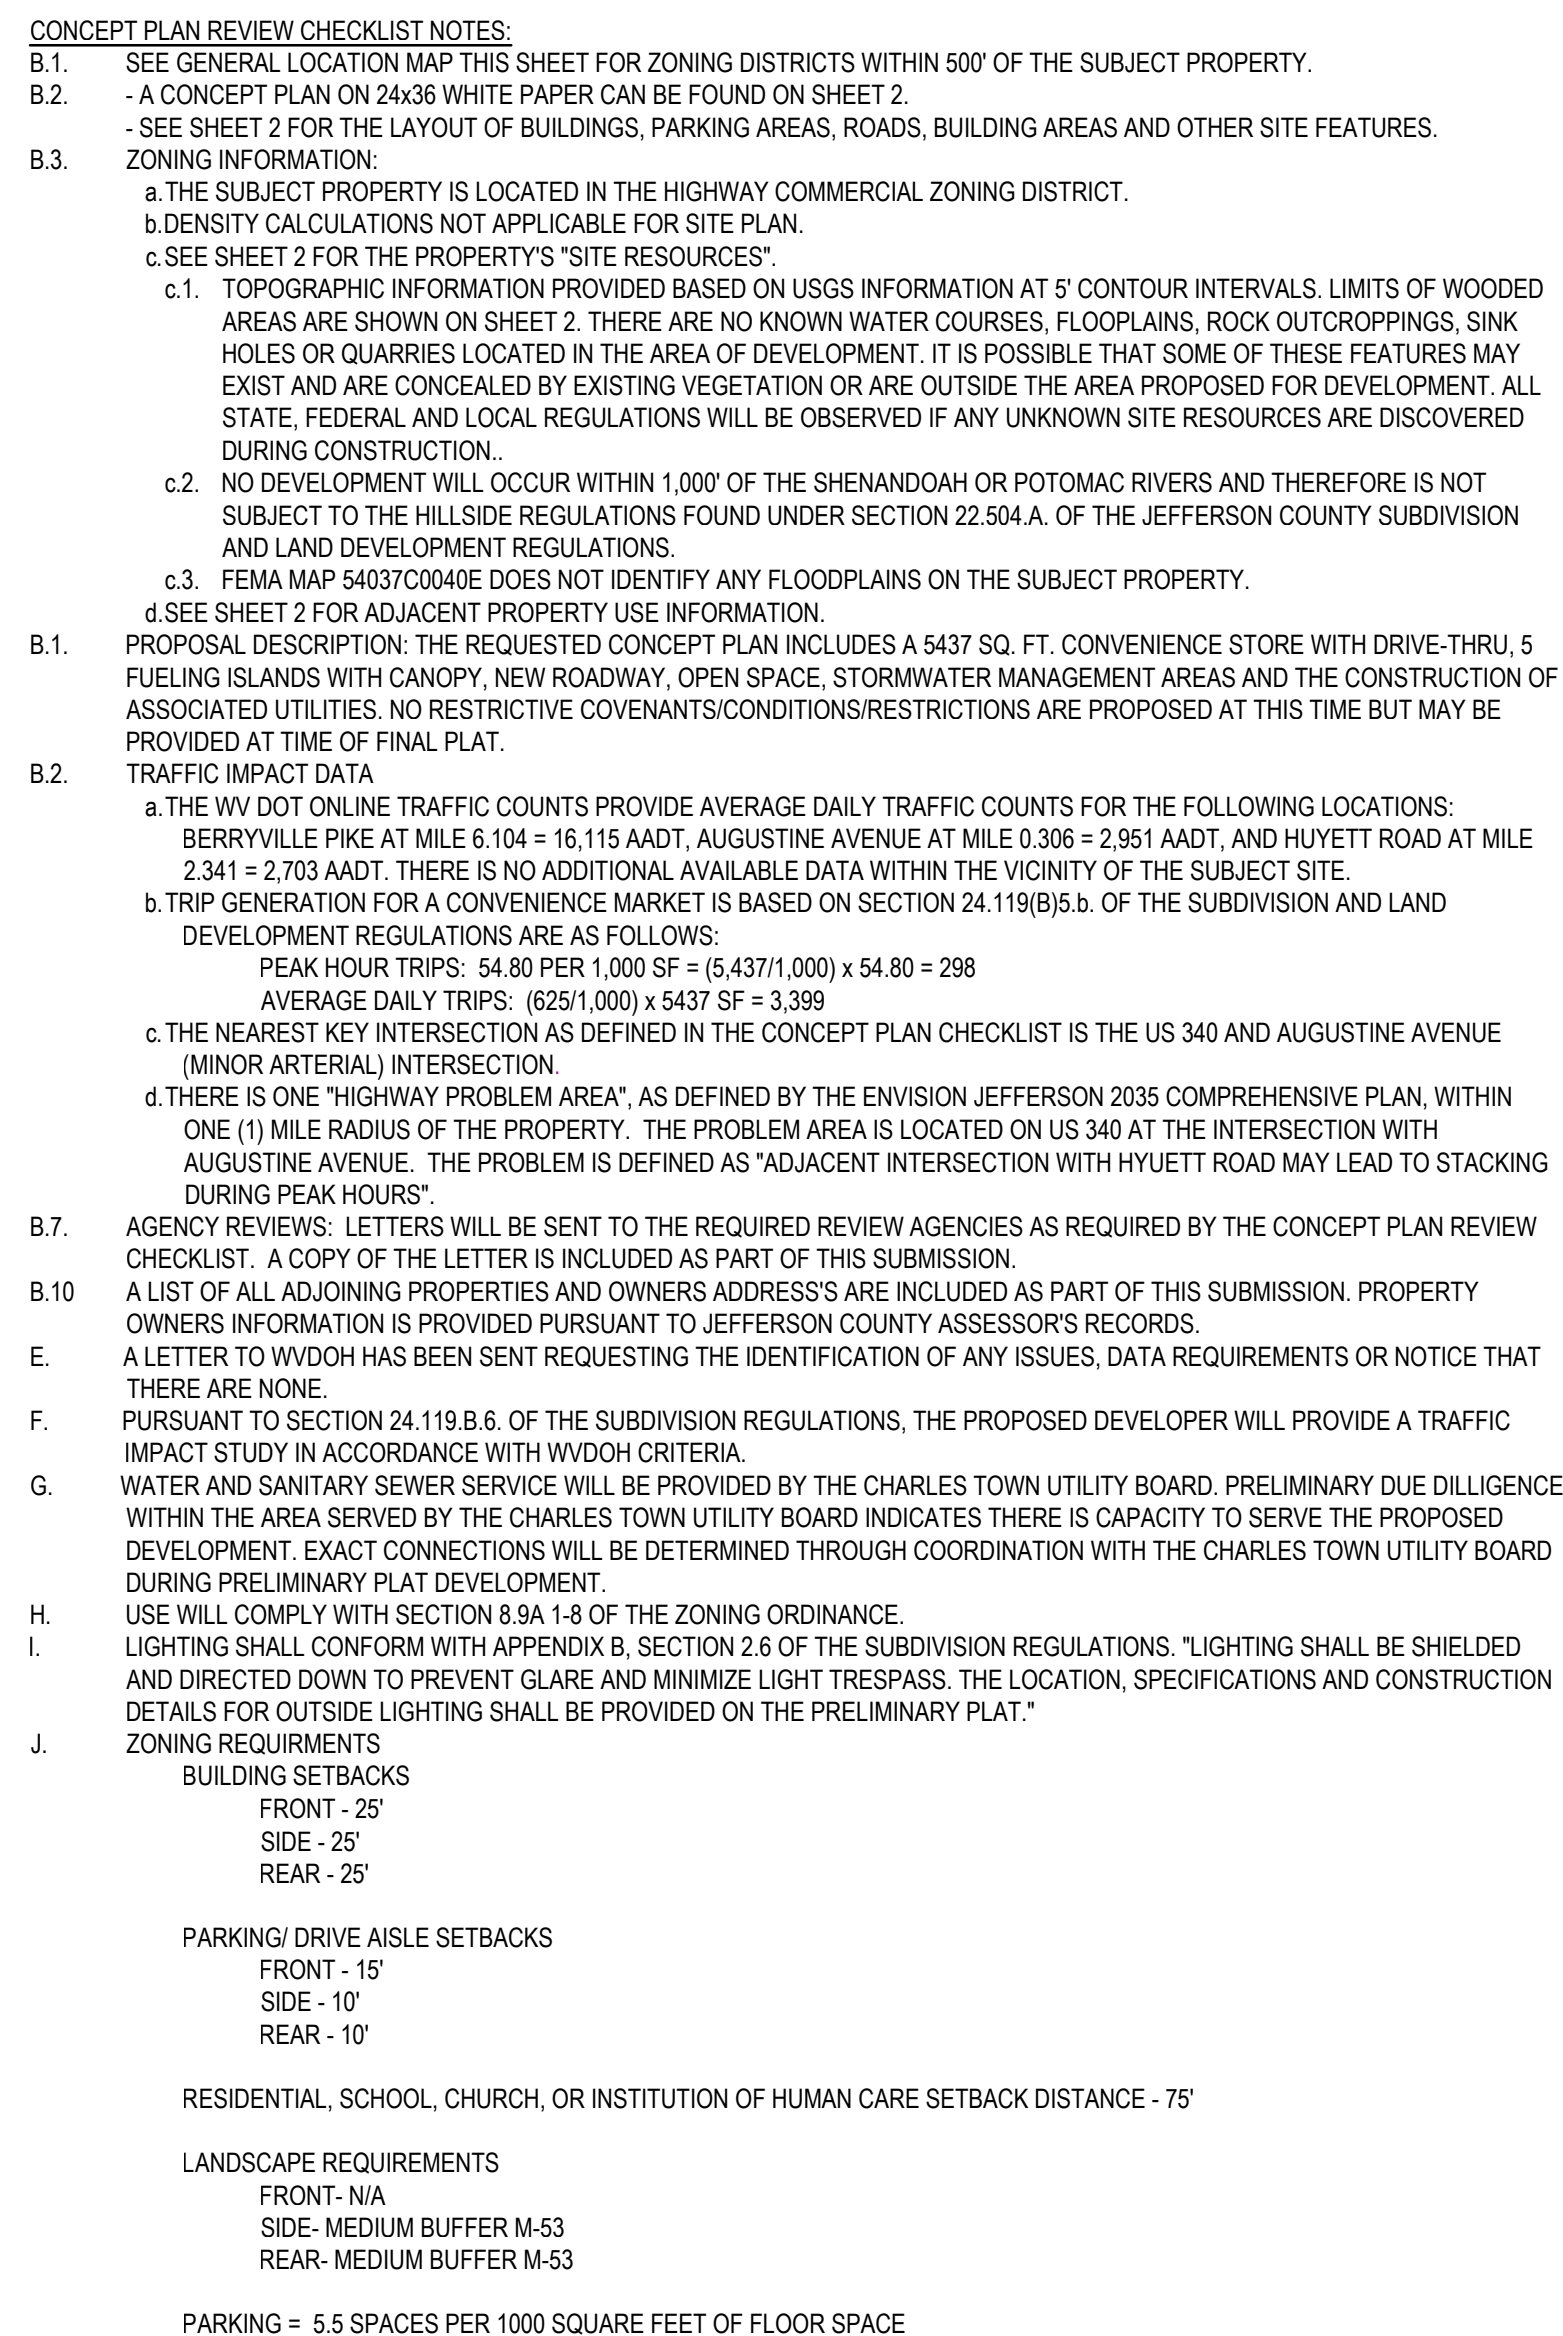 CONCEPT PLAN REVIEW CHECKLIST NOTES:
B.1. SEE GENERAL LOCATION MAP THIS SHEET FOR ZONING DISTRICTS WITHIN 500' OF THE SUBJECT PROPERTY.
B.2. - A CONCEPT PLAN ON 24x36 WHITE PAPER CAN BE FOUND ON SHEET 2.
- SEE SHEET 2 FOR THE LAYOUT OF BUILDINGS, PARKING AREAS, ROADS, BUILDING AREAS AND OTHER SITE FEATURES.
B.3. ZONING INFORMATION:
a. THE SUBJECT PROPERTY IS LOCATED IN THE HIGHWAY COMMERCIAL ZONING DISTRICT.
b. DENSITY CALCULATIONS NOT APPLICABLE FOR SITE PLAN.
c. SEE SHEET 2 FOR THE PROPERTY'S "SITE RESOURCES".
c.1. TOPOGRAPHIC INFORMATION PROVIDED BASED ON USGS INFORMATION AT 5' CONTOUR INTERVALS. LIMITS OF WOODED
AREAS ARE SHOWN ON SHEET 2. THERE ARE NO KNOWN WATER COURSES, FLOOPLAINS, ROCK OUTCROPPINGS, SINK
HOLES OR QUARRIES LOCATED IN THE AREA OF DEVELOPMENT. IT IS POSSIBLE THAT SOME OF THESE FEATURES MAY
EXIST AND ARE CONCEALED BY EXISTING VEGETATION OR ARE OUTSIDE THE AREA PROPOSED FOR DEVELOPMENT. ALL
STATE, FEDERAL AND LOCAL REGULATIONS WILL BE OBSERVED IF ANY UNKNOWN SITE RESOURCES ARE DISCOVERED
DURING CONSTRUCTION..
c.2. NO DEVELOPMENT WILL OCCUR WITHIN 1,000' OF THE SHENANDOAH OR POTOMAC RIVERS AND THEREFORE IS NOT
SUBJECT TO THE HILLSIDE REGULATIONS FOUND UNDER SECTION 22.504.A. OF THE JEFFERSON COUNTY SUBDIVISION
AND LAND DEVELOPMENT REGULATIONS.
c.3. FEMA MAP 54037C0040E DOES NOT IDENTIFY ANY FLOODPLAINS ON THE SUBJECT PROPERTY.
d. SEE SHEET 2 FOR ADJACENT PROPERTY USE INFORMATION.
B.1. PROPOSAL DESCRIPTION: THE REQUESTED CONCEPT PLAN INCLUDES A 5437 SQ. FT. CONVENIENCE STORE WITH DRIVE-THRU, 5
FUELING ISLANDS WITH CANOPY, NEW ROADWAY, OPEN SPACE, STORMWATER MANAGEMENT AREAS AND THE CONSTRUCTION OF
ASSOCIATED UTILITIES. NO RESTRICTIVE COVENANTS/CONDITIONS/RESTRICTIONS ARE PROPOSED AT THIS TIME BUT MAY BE
PROVIDED AT TIME OF FINAL PLAT.
B.2. TRAFFIC IMPACT DATA
a. THE WV DOT ONLINE TRAFFIC COUNTS PROVIDE AVERAGE DAILY TRAFFIC COUNTS FOR THE FOLLOWING LOCATIONS:
BERRYVILLE PIKE AT MILE 6.104 = 16,115 AADT, AUGUSTINE AVENUE AT MILE 0.306 = 2,951 AADT, AND HUYETT ROAD AT MILE
2.341 = 2,703 AADT. THERE IS NO ADDITIONAL AVAILABLE DATA WITHIN THE VICINITY OF THE SUBJECT SITE.
b. TRIP GENERATION FOR A CONVENIENCE MARKET IS BASED ON SECTION 24.119(B)5.b. OF THE SUBDIVISION AND LAND
DEVELOPMENT REGULATIONS ARE AS FOLLOWS:
PEAK HOUR TRIPS: 54.80 PER 1,000 SF = (5,437/1,000) x 54.80 = 298
AVERAGE DAILY TRIPS: (625/1,000) x 5437 SF = 3,399
c. THE NEAREST KEY INTERSECTION AS DEFINED IN THE CONCEPT PLAN CHECKLIST IS THE US 340 AND AUGUSTINE AVENUE
(MINOR ARTERIAL) INTERSECTION.
d. THERE IS ONE "HIGHWAY PROBLEM AREA", AS DEFINED BY THE ENVISION JEFFERSON 2035 COMPREHENSIVE PLAN, WITHIN
ONE (1) MILE RADIUS OF THE PROPERTY. THE PROBLEM AREA IS LOCATED ON US 340 AT THE INTERSECTION WITH
AUGUSTINE AVENUE. THE PROBLEM IS DEFINED AS "ADJACENT INTERSECTION WITH HYUETT ROAD MAY LEAD TO STACKING
DURING PEAK HOURS".
B.7. AGENCY REVIEWS: LETTERS WILL BE SENT TO THE REQUIRED REVIEW AGENCIES AS REQUIRED BY THE CONCEPT PLAN REVIEW
CHECKLIST. A COPY OF THE LETTER IS INCLUDED AS PART OF THIS SUBMISSION.
B.10 A LIST OF ALL ADJOINING PROPERTIES AND OWNERS ADDRESS'S ARE INCLUDED AS PART OF THIS SUBMISSION. PROPERTY
OWNERS INFORMATION IS PROVIDED PURSUANT TO JEFFERSON COUNTY ASSESSOR'S RECORDS.
E. A LETTER TO WVDOH HAS BEEN SENT REQUESTING THE IDENTIFICATION OF ANY ISSUES, DATA REQUIREMENTS OR NOTICE THAT
THERE ARE NONE.
F. PURSUANT TO SECTION 24.119.B.6. OF THE SUBDIVISION REGULATIONS, THE PROPOSED DEVELOPER WILL PROVIDE A TRAFFIC
IMPACT STUDY IN ACCORDANCE WITH WVDOH CRITERIA.
G. WATER AND SANITARY SEWER SERVICE WILL BE PROVIDED BY THE CHARLES TOWN UTILITY BOARD. PRELIMINARY DUE DILLIGENCE
WITHIN THE AREA SERVED BY THE CHARLES TOWN UTILITY BOARD INDICATES THERE IS CAPACITY TO SERVE THE PROPOSED
DEVELOPMENT. EXACT CONNECTIONS WILL BE DETERMINED THROUGH COORDINATION WITH THE CHARLES TOWN UTILITY BOARD
DURING PRELIMINARY PLAT DEVELOPMENT.
H. USE WILL COMPLY WITH SECTION 8.9A 1-8 OF THE ZONING ORDINANCE.
I. LIGHTING SHALL CONFORM WITH APPENDIX B, SECTION 2.6 OF THE SUBDIVISION REGULATIONS. "LIGHTING SHALL BE SHIELDED
AND DIRECTED DOWN TO PREVENT GLARE AND MINIMIZE LIGHT TRESPASS. THE LOCATION, SPECIFICATIONS AND CONSTRUCTION
DETAILS FOR OUTSIDE LIGHTING SHALL BE PROVIDED ON THE PRELIMINARY PLAT."
J. ZONING REQUIRMENTS
BUILDING SETBACKS
FRONT - 25'
SIDE - 25'
REAR - 25'
PARKING/ DRIVE AISLE SETBACKS
FRONT - 15'
SIDE - 10'
REAR - 10'
RESIDENTIAL, SCHOOL, CHURCH, OR INSTITUTION OF HUMAN CARE SETBACK DISTANCE - 75'
LANDSCAPE REQUIREMENTS
FRONT- N/A
SIDE- MEDIUM BUFFER M-53
REAR- MEDIUM BUFFER M-53
PARKING = 5.5 SPACES PER 1000 SQUARE FEET OF FLOOR SPACE